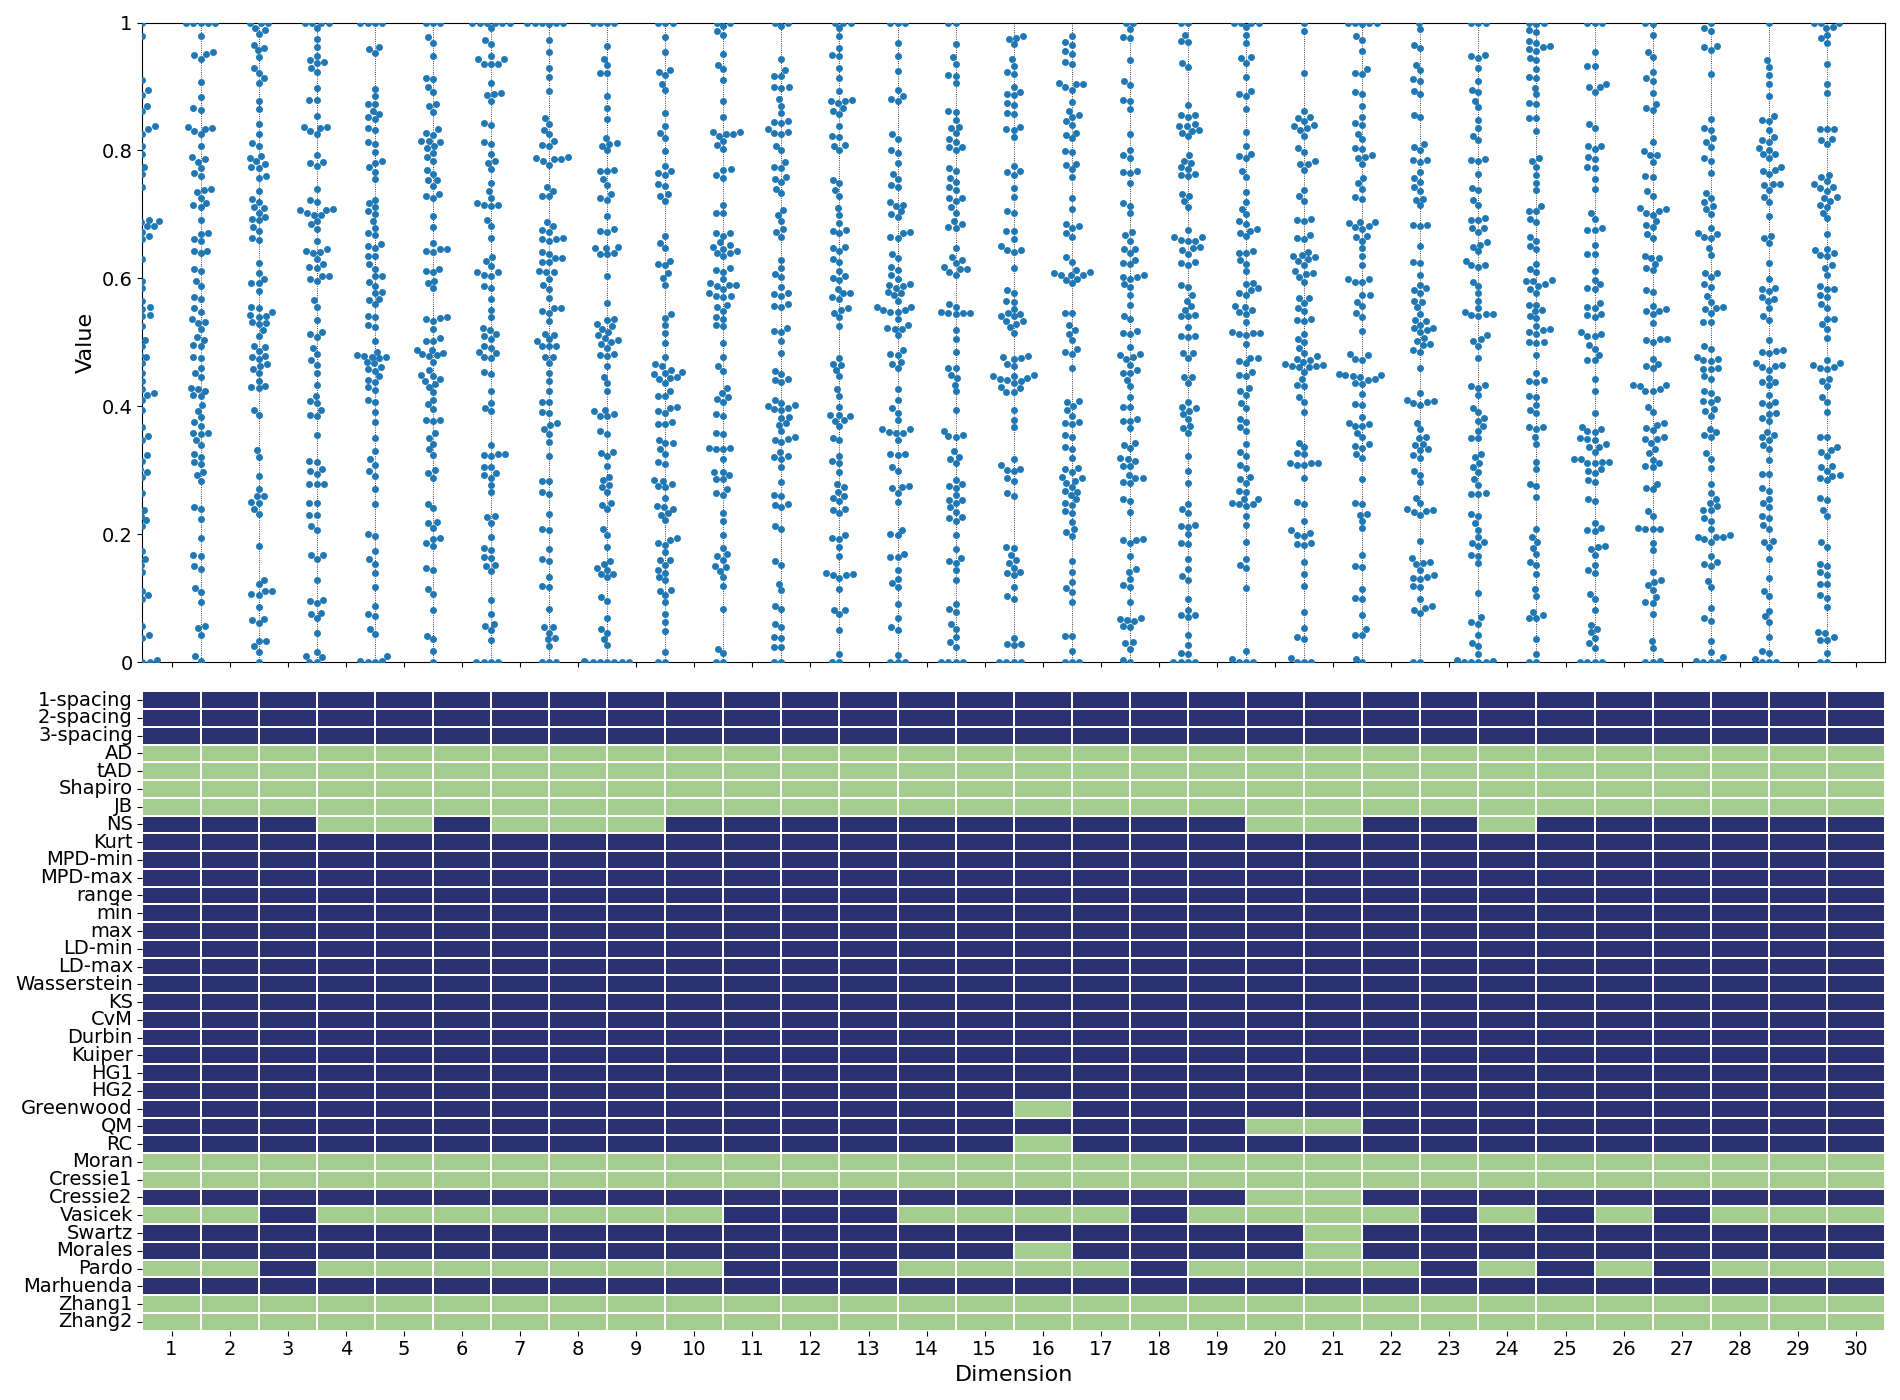 1
0.8
0.6
Value
0.4
0.2
0
1-spacing
2-spacing
3-spacing
AD
tAD
Shapiro
JB
NS
Kurt
MPD-min
MPD-max
range
min
max
LD-min
LD-max
Wasserstein
KS
CvM
Durbin
Kuiper
HG1
HG2
Greenwood
QM
RC
Moran
Cressie1
Cressie2
Vasicek
Swartz
Morales
Pardo
Marhuenda
Zhang1
Zhang2
1 2 3 4 5 6 7 8 9 10 11 12 13 14 15 16 17 18 19 20 21 22 23 24 25 26 27 28 29 30
Dimension